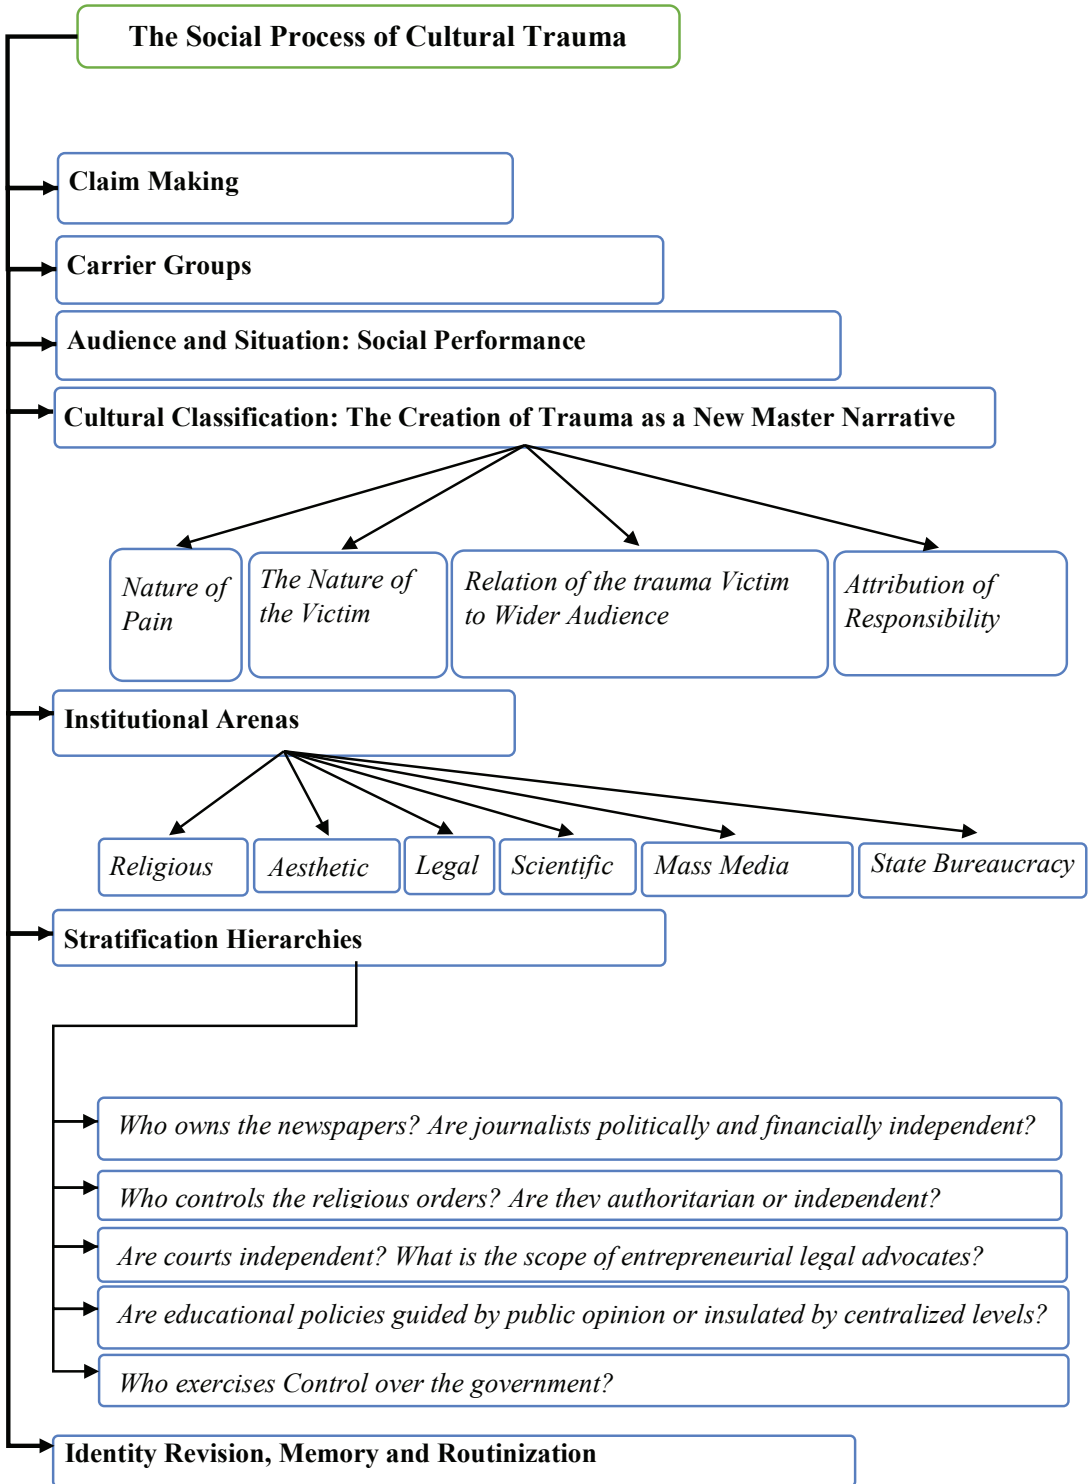 The Social Process of Cultural Trauma
Claim Making
Carrier Groups
Audience and Situation: Social Performance
Cultural Classification: The Creation of Trauma as a New Master Narrative
Nature of
Pain
The Nature of
the Victim
Relation of the trauma Victim
to Wider Audience
Attribution of
Responsibility
Institutional Arenas
Religious
Aesthetic
Legal
Scientific
Mass Media
State Bureaucracy
Stratification Hierarchies
Who owns the newspapers? Are journalists politically and financially independent?
Who controls the religious orders? Are they authoritarian or independent?
Are courts independent? What is the scope of entrepreneurial legal advocates?
Are educational policies guided by public opinion or insulated by centralized levels?
Who exercises Control over the government?
Identity Revision, Memory and Routinization